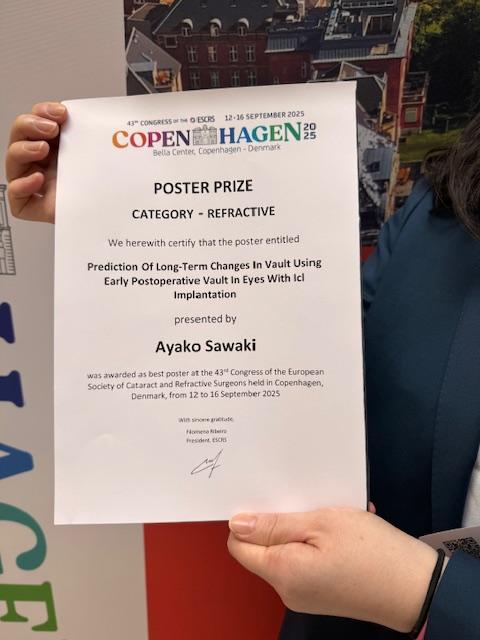 43RD CONGRESS OF THE ESCRS 12-16 SEPTEMBER 2025
COPENHAGEN 2025
Bella Center, Copenhagen - Denmark
POSTER PRIZE
CATEGORY - REFRACTIVE
We herewith certify that the poster entitled
Prediction Of Long-Term Changes In Vault Using
Early Postoperative Vault In Eyes With Icl
Implantation
presented by
Ayako Sawaki
was awarded as best poster at the 43rd Congress of the European
Society of Cataract and Refractive Surgeons held in Copenhagen,
Denmark, from 12 to 16 September 2025
With sincere gratitude,
Filomena Ribeiro
President, ESCRS
HAGE